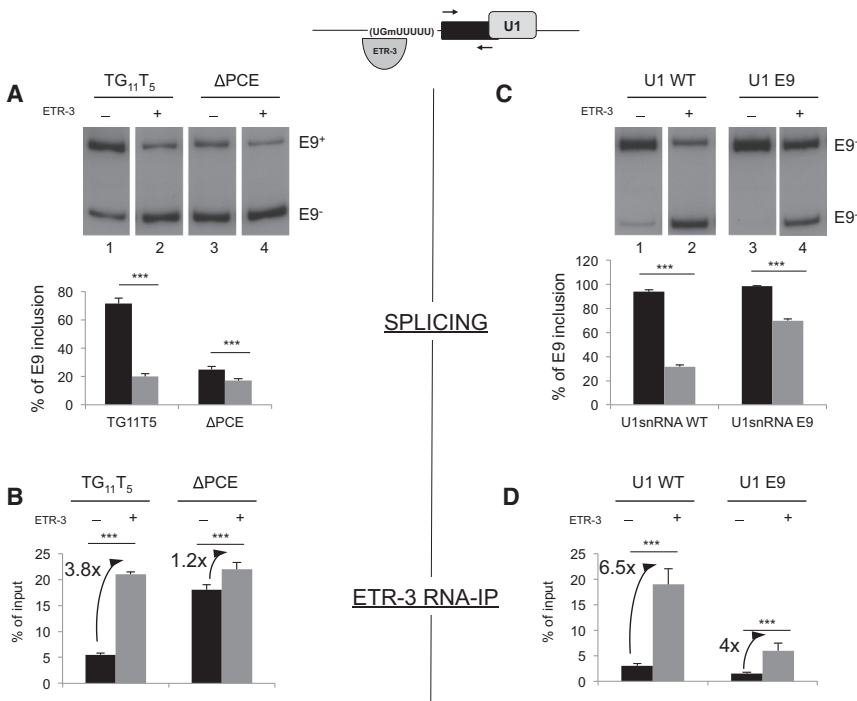 (UGmUUUUU)
U1
ETR-3
A
TG11T5
ΔPCE
ETR-3
– + – +
E9+
E9-
1 2 3 4
% of E9 inclusion
80
60
40
20
0
***
***
TG11T5
ΔPCE
SPLICING
C
U1 WT
U1 E9
ETR-3
– + – +
E9
E9
1 2 3 4
% of E9 inclusion
120
100
80
60
40
20
0
***
***
U1snRNA WT
U1snRNA E9
B
TG11T5
ΔPCE
ETR-3
– + – +
% of input
25
20
15
10
5
0
***
***
3.8x
1.2x
ETR-3 RNA-IP
D
U1 WT
U1 E9
ETR-3
– + – +
% of input
25
20
15
10
5
0
***
***
6.5x
4x